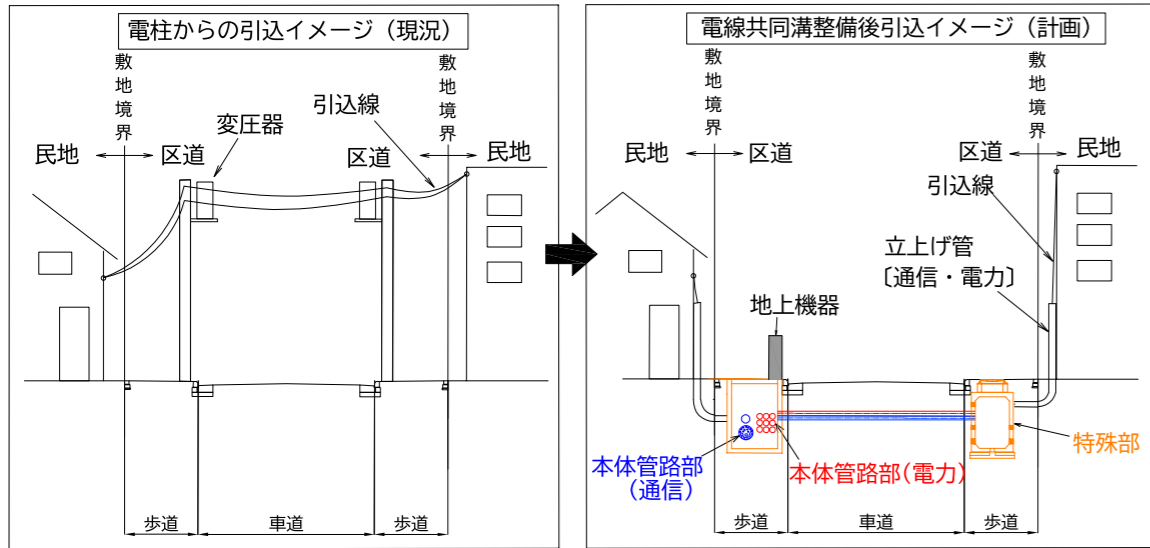 電柱からの引込イメージ（現況）
敷地境界
敷地境界
変圧器
引込線
民地
区道
区道
民地
歩道
車道
歩道
電線共同溝整備後引込イメージ（計画）
敷地境界
敷地境界
民地
区道
区道
民地
引込線
立上げ管
〔通信・電力〕
地上機器
特殊部
本体管路部
（通信）
本体管路部(電力)
歩道
車道
歩道